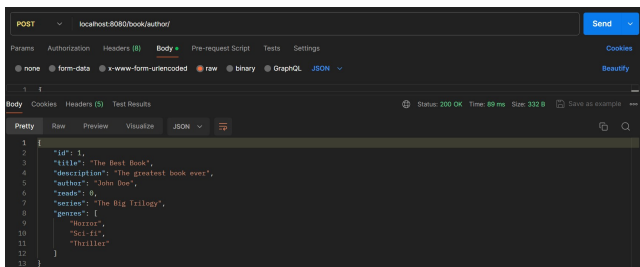 POST localhost:8080/book/author/ Send
Params Authorization Headers (8) Body Pre-request Script Tests Settings Cookies
none form-data x-www-form-urlencoded raw binary GraphQL JSON Beautify
1 {
Body Cookies Headers (5) Test Results Status: 200 OK Time: 89 ms Size: 332 B Save as example
Pretty Raw Preview Visualize JSON
1 {
2 "id": 1,
3 "title": "The Best Book",
4 "description": "The greatest book ever",
5 "author": "John Doe",
6 "reads": 0,
7 "series": "The Big Trilogy",
8 "genres": [
9 "Horror",
10 "Sci-fi",
11 "Thriller"
12 ]
13 }